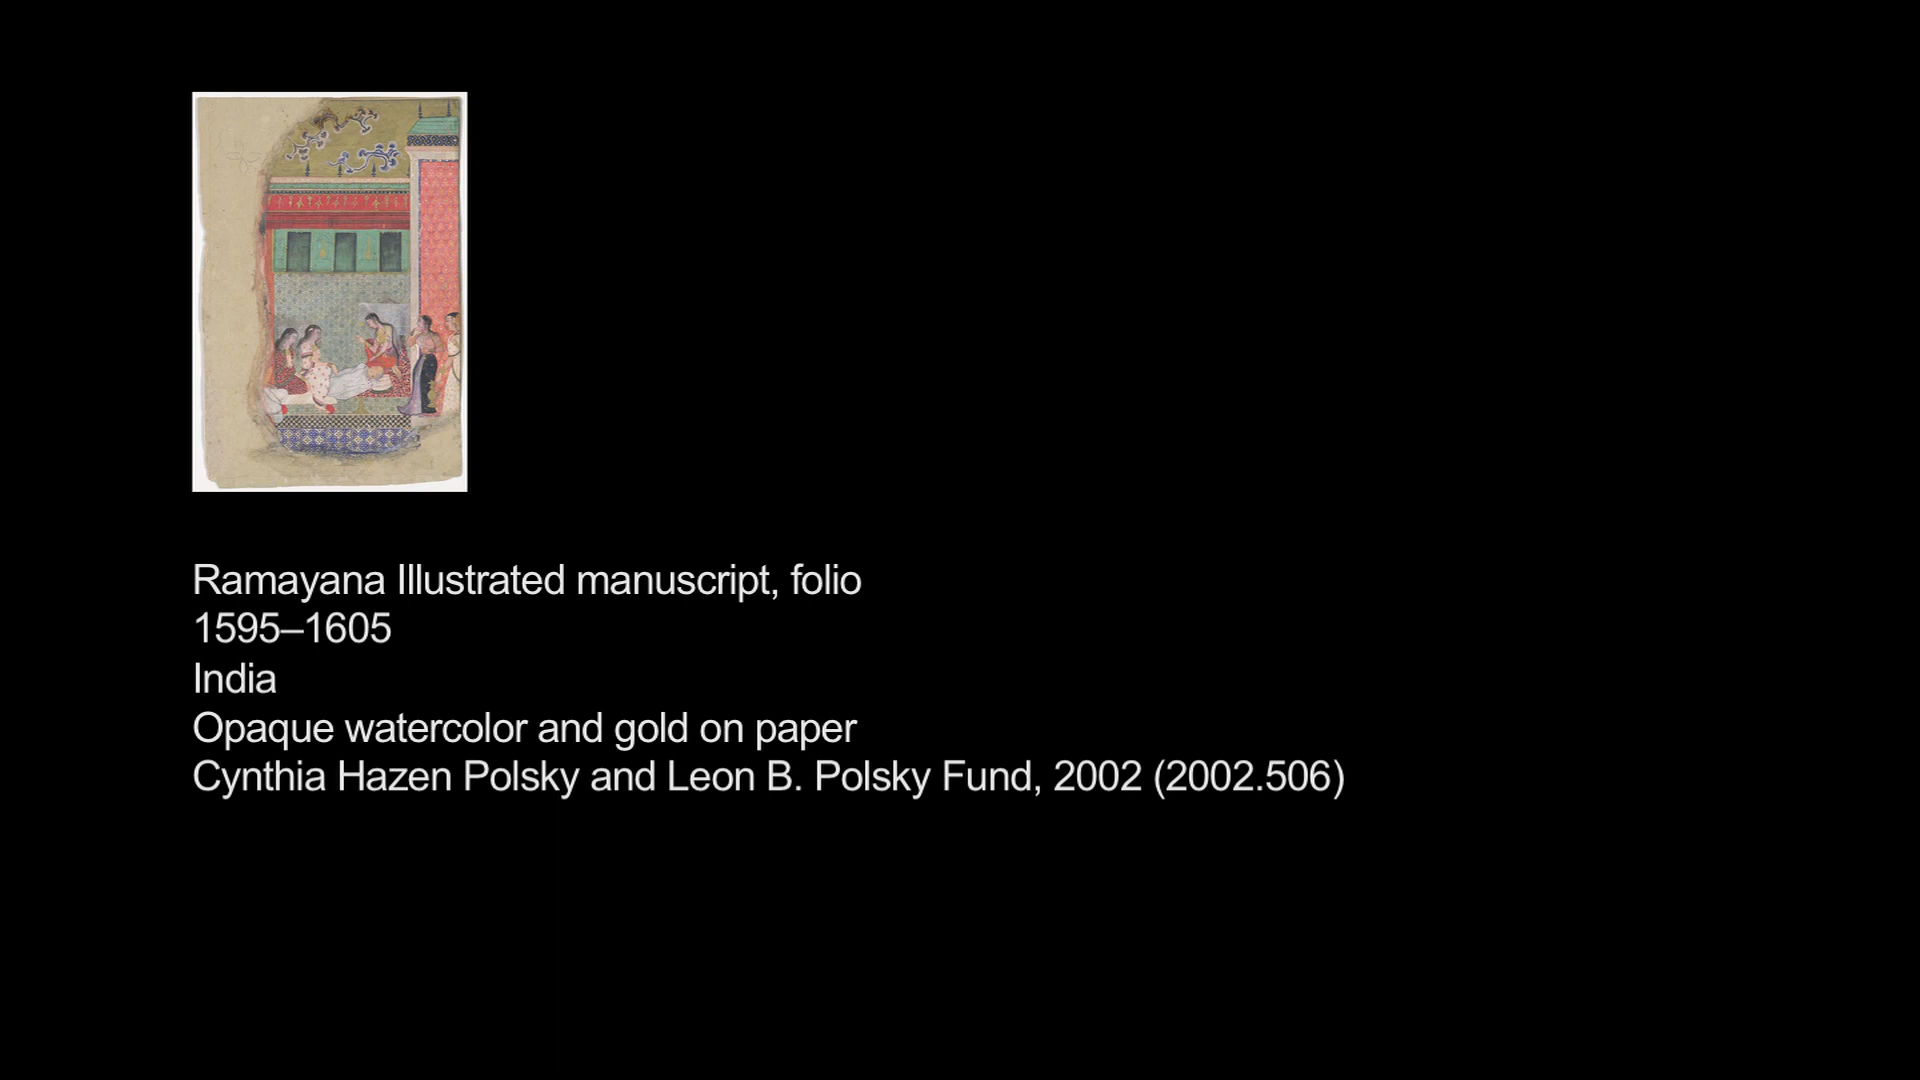 Ramayana Illustrated manuscript, folio
1595–1605
India
Opaque watercolor and gold on paper
Cynthia Hazen Polsky and Leon B. Polsky Fund, 2002 (2002.506)